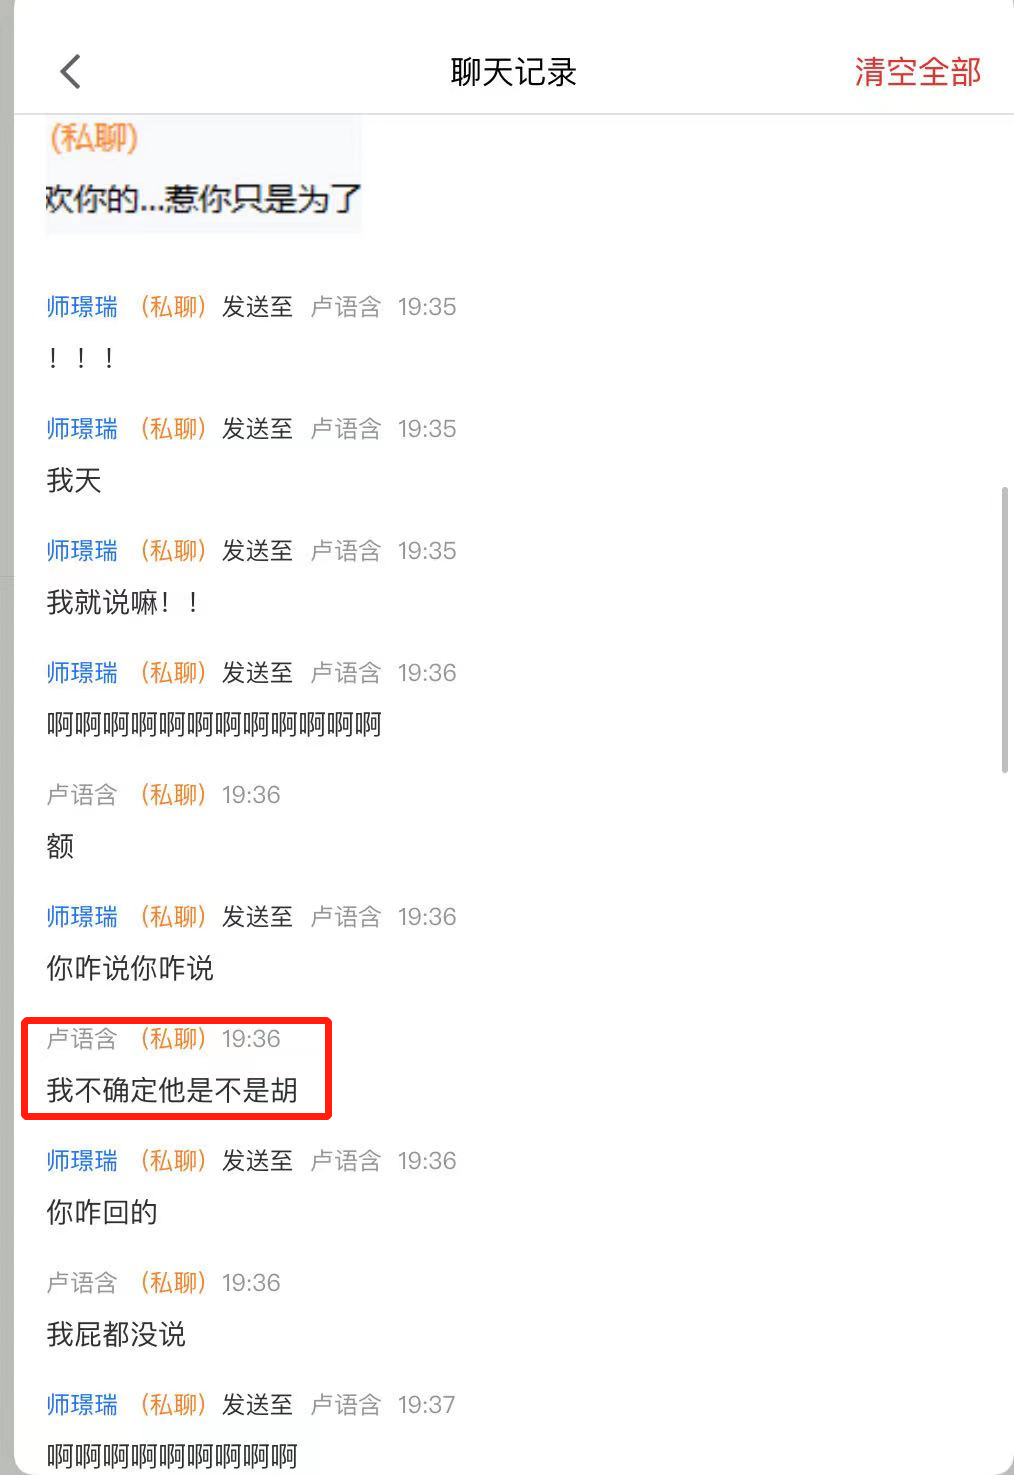 聊天记录
清空全部
(私聊)
欢你的...惹你只是为了
师璟瑞 （私聊） 发送至 卢语含 19:35
！！！
师璟瑞 （私聊） 发送至 卢语含 19:35
我天
师璟瑞 （私聊） 发送至 卢语含 19:35
我就说嘛！！
师璟瑞 （私聊） 发送至 卢语含 19:36
啊啊啊啊啊啊啊啊啊啊啊啊
卢语含 （私聊） 19:36
额
师璟瑞 （私聊） 发送至 卢语含 19:36
你咋说你咋说
卢语含 （私聊） 19:36
我不确定他是不是胡
师璟瑞 （私聊） 发送至 卢语含 19:36
你咋回的
卢语含 （私聊） 19:36
我屁都没说
师璟瑞 （私聊） 发送至 卢语含 19:37
啊啊啊啊啊啊啊啊啊